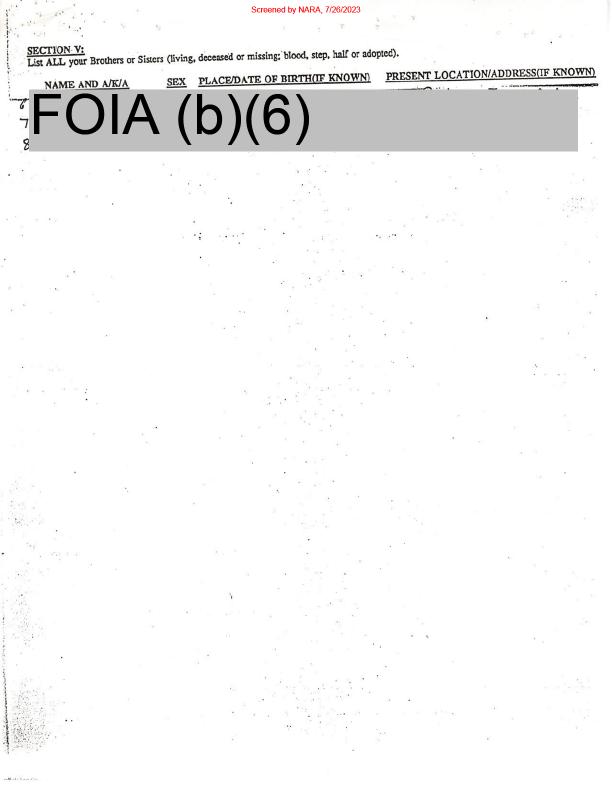 Screened by NARA, 7/26/2023
SECTION V:
List ALL your Brothers or Sisters (living, deceased or missing; blood, step, half or adopted).
NAME AND A/K/A SEX PLACE/DATE OF BIRTH(IF KNOWN) PRESENT LOCATION/ADDRESS(IF KNOWN)
6
FOIA (b)(6)
7
8